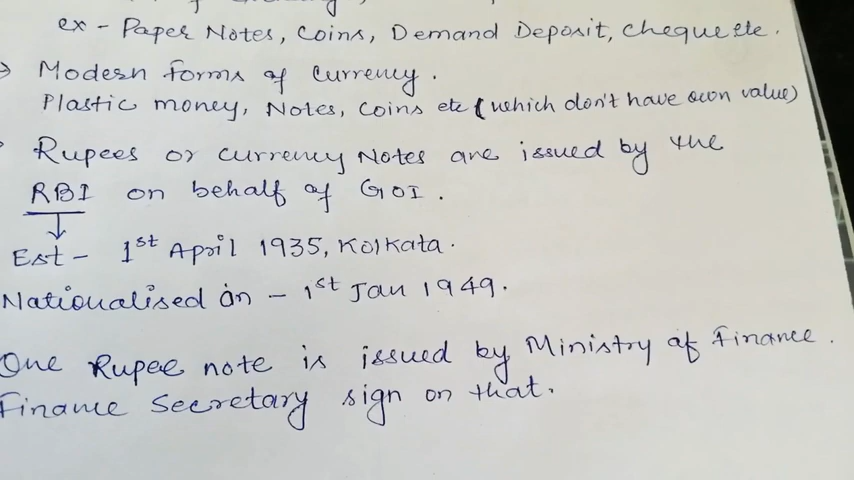 ex - Paper Notes, Coins, Demand Deposit, Cheque etc.
Modern forms of Currency.
Plastic money, Notes, Coins etc (which don't have own value)
Rupees or currency Notes are issued by the
RBI on behalf of GOI.
Est - 1st April 1935, Kolkata.
Nationalised on - 1st Jan 1949.
One Rupee note is issued by Ministry of Finance.
Finance Secretary sign on that.